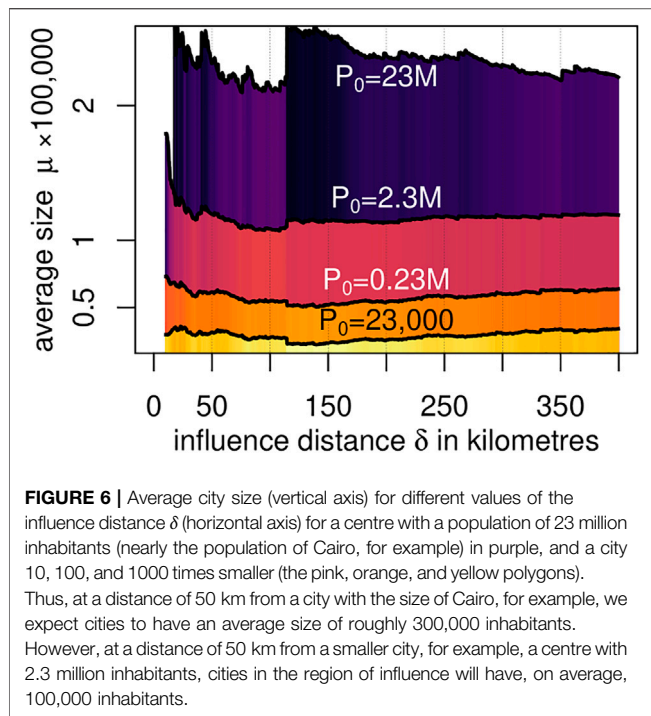 average size μ ×100,000
2
1
0.5
P₀=23M
P₀=2.3M
P₀=0.23M
P₀=23,000
0 50 150 250 350
influence distance δ in kilometres
FIGURE 6 | Average city size (vertical axis) for different values of the
influence distance δ (horizontal axis) for a centre with a population of 23 million
inhabitants (nearly the population of Cairo, for example) in purple, and a city
10, 100, and 1000 times smaller (the pink, orange, and yellow polygons).
Thus, at a distance of 50 km from a city with the size of Cairo, for example, we
expect cities to have an average size of roughly 300,000 inhabitants.
However, at a distance of 50 km from a smaller city, for example, a centre with
2.3 million inhabitants, cities in the region of influence will have, on average,
100,000 inhabitants.